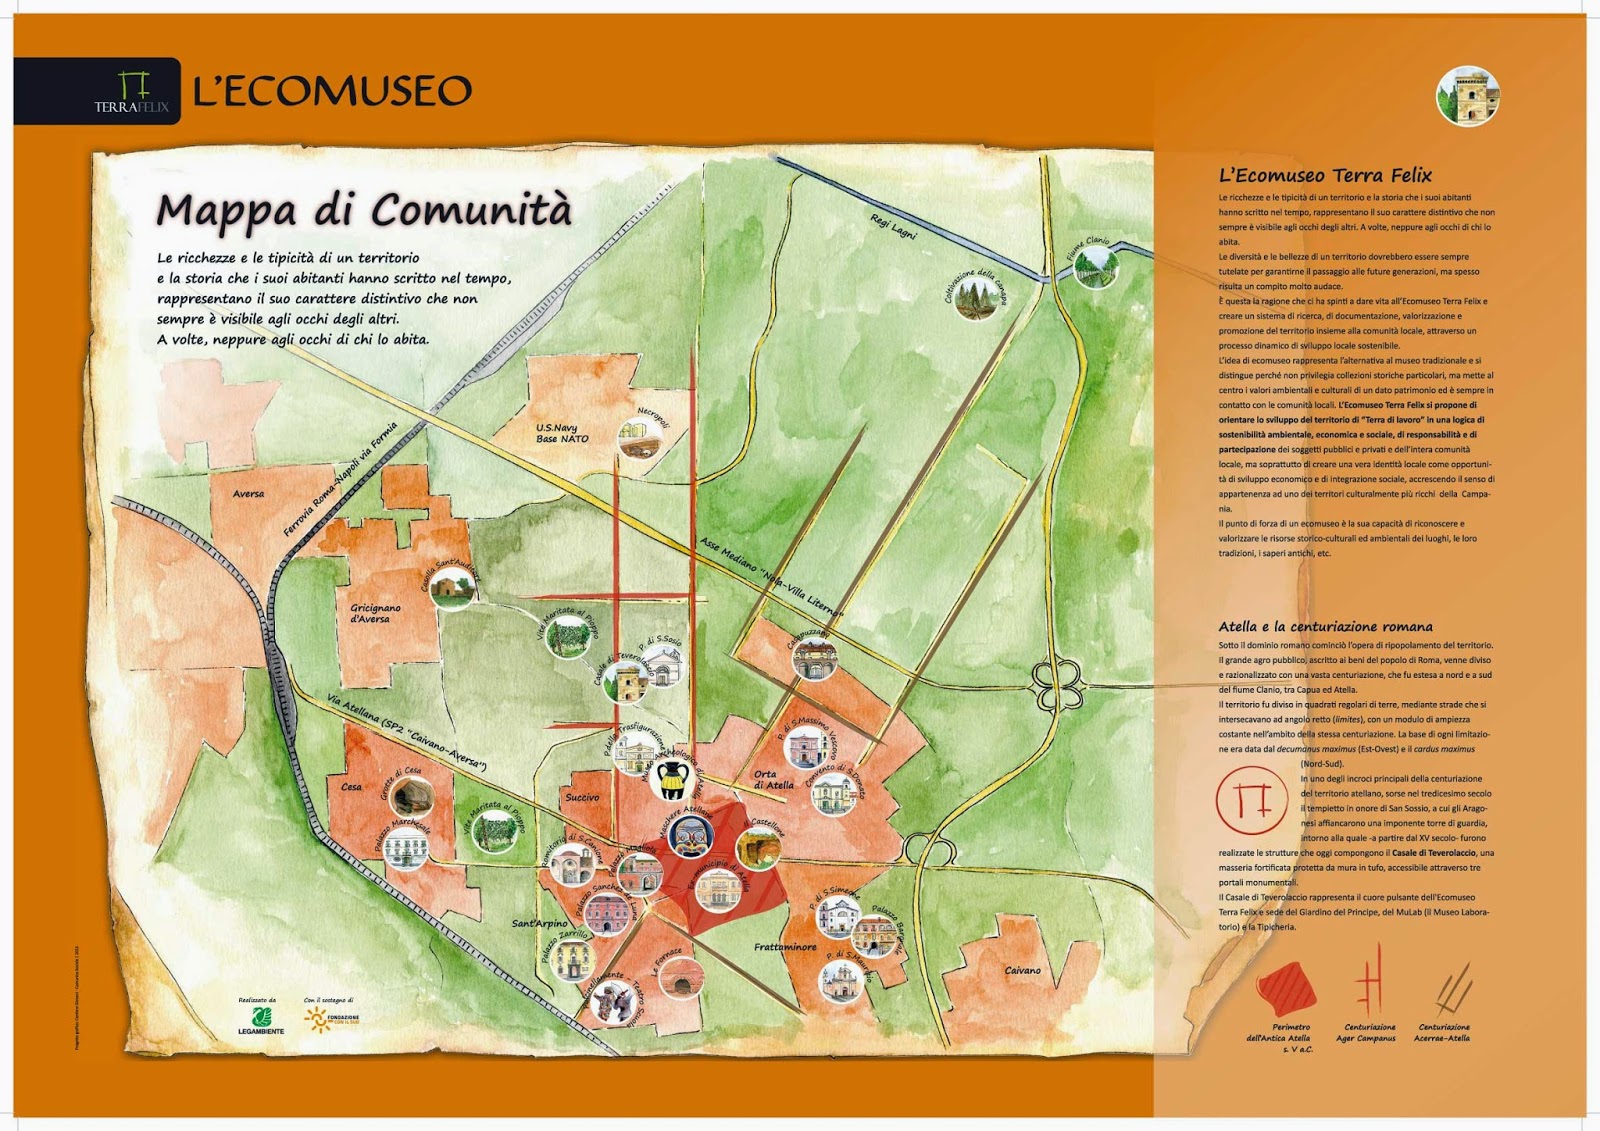 TERRAFELIX
L'ECOMUSEO
Mappa di Comunità
Le ricchezze e le tipicità di un territorio
e la storia che i suoi abitanti hanno scritto nel tempo,
rappresentano il suo carattere distintivo che non
sempre è visibile agli occhi degli altri.
A volte, neppure agli occhi di chi lo abita.
Regi Lagni
Fiume Clanio
Coltivazione della canapa
U.S.Navy
Base NATO
Necropoli
Aversa
Ferrovia Roma-Napoli via Formia
Asse Mediano "Nola-Villa Literno"
Casella Sant'Auditore
Gricignano
d'Aversa
Vite Maritata al Pioppo
P. di S.Sosio
Casale di Teverolaccio
Casapuzzano
Via Atellana (SP2 "Caivano-Aversa")
P. della Trasfigurazione
Museo Archeologico di Atella
P. di S.Massimo Vescovo
Convento di S.Donato
Orta
di Atella
Cesa
Grotte di Cesa
Palazzo Marchesale
Vite Maritata al Pioppo
Succivo
Maschere Atellane
Il Castellone
Romitorio di S.Canione
Palazzo Magliola
Ex-municipio di Atella
Palazzo Sanchez de Luna
Sant'Arpino
Palazzo Zarrillo
Le Fornace
Teatro Scuola
P. di S.Simeone
Palazzo Baronale
Frattaminore
P. di S.Maurizio
Caivano
Realizzato da
LEGAMBIENTE
Con il sostegno di
FONDAZIONE
CON IL SUD
L'Ecomuseo Terra Felix
Le ricchezze e le tipicità di un territorio e la storia che i suoi abitanti
hanno scritto nel tempo, rappresentano il suo carattere distintivo che non
sempre è visibile agli occhi degli altri. A volte, neppure agli occhi di chi lo
abita.
Le diversità e le bellezze di un territorio dovrebbero essere sempre
tutelate per garantirne il passaggio alle future generazioni, ma spesso
risulta un compito molto audace.
È questa la ragione che ci ha spinti a dare vita all'Ecomuseo Terra Felix e
creare un sistema di ricerca, di documentazione, valorizzazione e
promozione del territorio insieme alla comunità locale, attraverso un
processo dinamico di sviluppo locale sostenibile.
L'idea di ecomuseo rappresenta l'alternativa al museo tradizionale e si
distingue perché non privilegia collezioni storiche particolari, ma mette al
centro i valori ambientali e culturali di un dato patrimonio ed è sempre in
contatto con le comunità locali. L'Ecomuseo Terra Felix si propone di
orientare lo sviluppo del territorio di "Terra di lavoro" in una logica di
sostenibilità ambientale, economica e sociale, di responsabilità e di
partecipazione dei soggetti pubblici e privati e dell'intera comunità
locale, ma soprattutto di creare una vera identità locale come opportuni-
tà di sviluppo economico e di integrazione sociale, accrescendo il senso di
appartenenza ad uno dei territori culturalmente più ricchi della Campa-
nia.
Il punto di forza di un ecomuseo è la sua capacità di riconoscere e
valorizzare le risorse storico-culturali ed ambientali dei luoghi, le loro
tradizioni, i saperi antichi, etc.
Atella e la centuriazione romana
Sotto il dominio romano cominciò l'opera di ripopolamento del territorio.
Il grande agro pubblico, ascritto ai beni del popolo di Roma, venne diviso
e razionalizzato con una vasta centuriazione, che fu estesa a nord e a sud
del fiume Clanio, tra Capua ed Atella.
Il territorio fu diviso in quadrati regolari di terre, mediante strade che si
intersecavano ad angolo retto (limites), con un modulo di ampiezza
costante nell'ambito della stessa centuriazione. La base di ogni limitazio-
ne era data dal decumanus maximus (Est-Ovest) e il cardus maximus
(Nord-Sud).
In uno degli incroci principali della centuriazione
del territorio atellano, sorse nel tredicesimo secolo
il tempietto in onore di San Sossio, a cui gli Arago-
nesi affiancarono una imponente torre di guardia,
intorno alla quale -a partire dal XV secolo- furono
realizzate le strutture che oggi compongono il Casale di Teverolaccio, una
masseria fortificata protetta da mura in tufo, accessibile attraverso tre
portali monumentali.
Il Casale di Teverolaccio rappresenta il cuore pulsante dell'Ecomuseo
Terra Felix e sede del Giardino del Principe, del MuLab (il Museo Labora-
torio) e la Tipicheria.
Perimetro
dell'Antica Atella
s. V a.C.
Centuriazione
Ager Campanus
Centuriazione
Acerrae-Atella